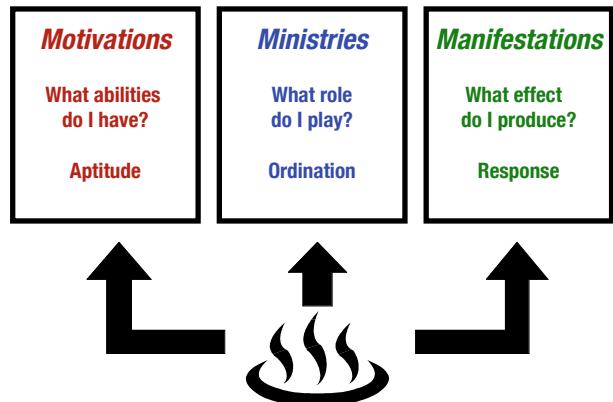 Motivations
What abilities
do I have?
Aptitude
Ministries
What role
do I play?
Ordination
Manifestations
What effect
do I produce?
Response